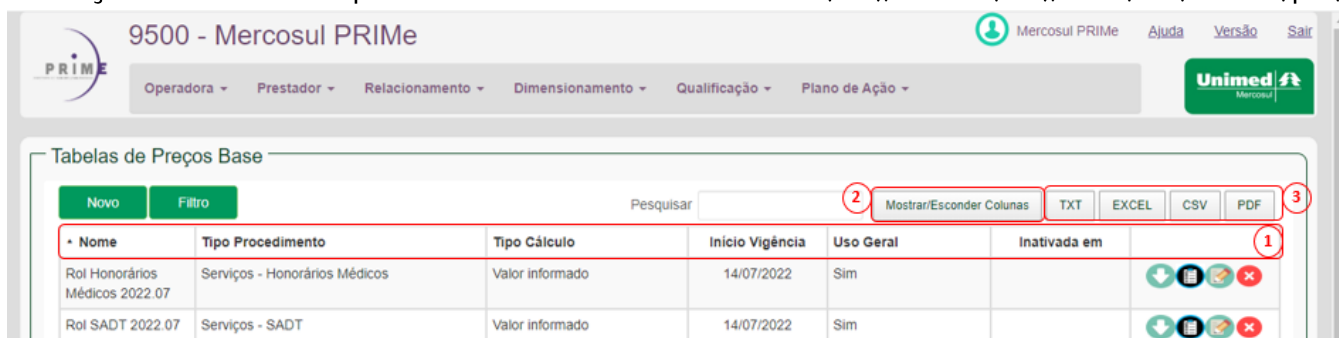 9500 - Mercosul PRIMe
Mercosul PRIMe Ajuda Versão Sair
PRIME
Operadora Prestador Relacionamento Dimensionamento Qualificação Plano de Ação
Unimed
Mercosul
Tabelas de Preços Base
Novo Filtro Pesquisar 2 Mostrar/Esconder Colunas TXT EXCEL CSV PDF 3
Nome Tipo Procedimento Tipo Cálculo Início Vigência Uso Geral Inativada em 1
Rol Honorários Serviços - Honorários Médicos Valor informado 14/07/2022 Sim
Médicos 2022.07
Rol SADT 2022.07 Serviços - SADT Valor informado 14/07/2022 Sim